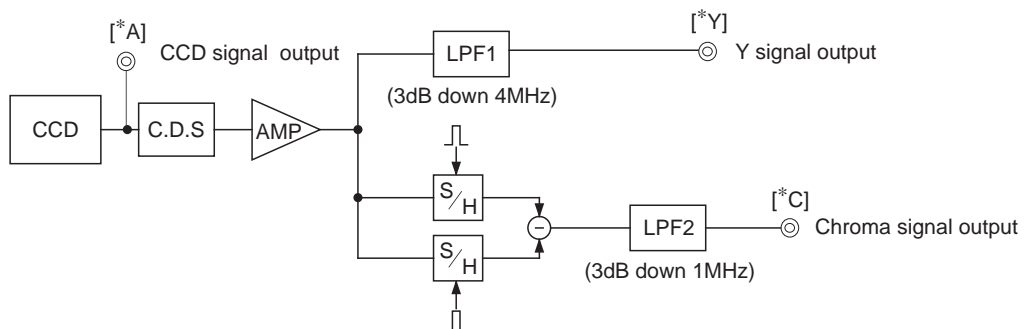 [*A]
CCD signal output
[*Y]
Y signal output
LPF1
(3dB down 4MHz)
CCD
C.D.S
AMP
S/H
[*C]
Chroma signal output
−
LPF2
S/H
(3dB down 1MHz)